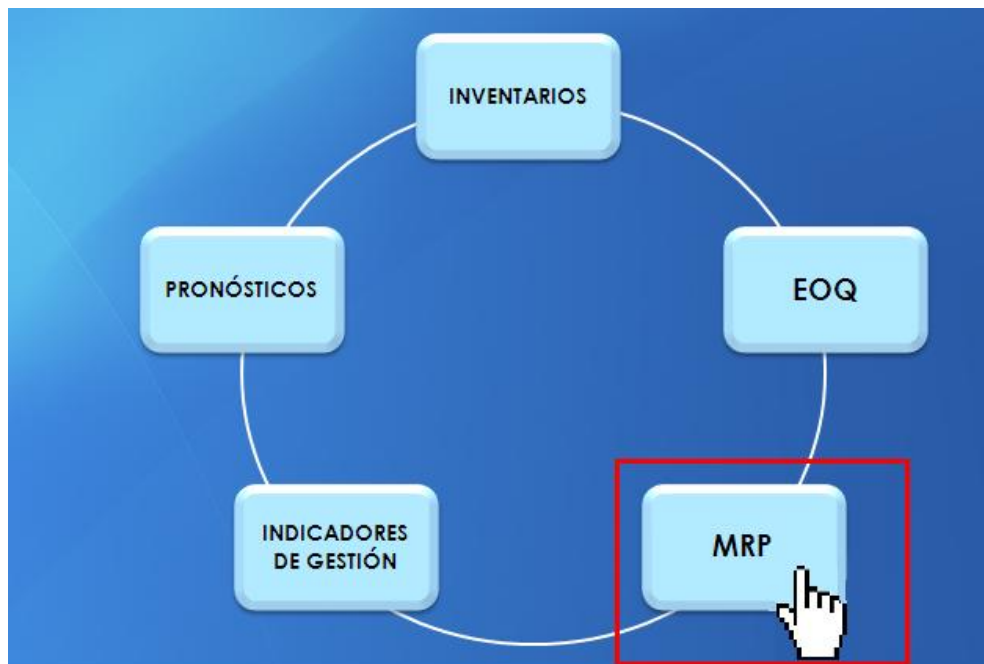 INVENTARIOS
PRONÓSTICOS
EOQ
INDICADORES
DE GESTIÓN
MRP